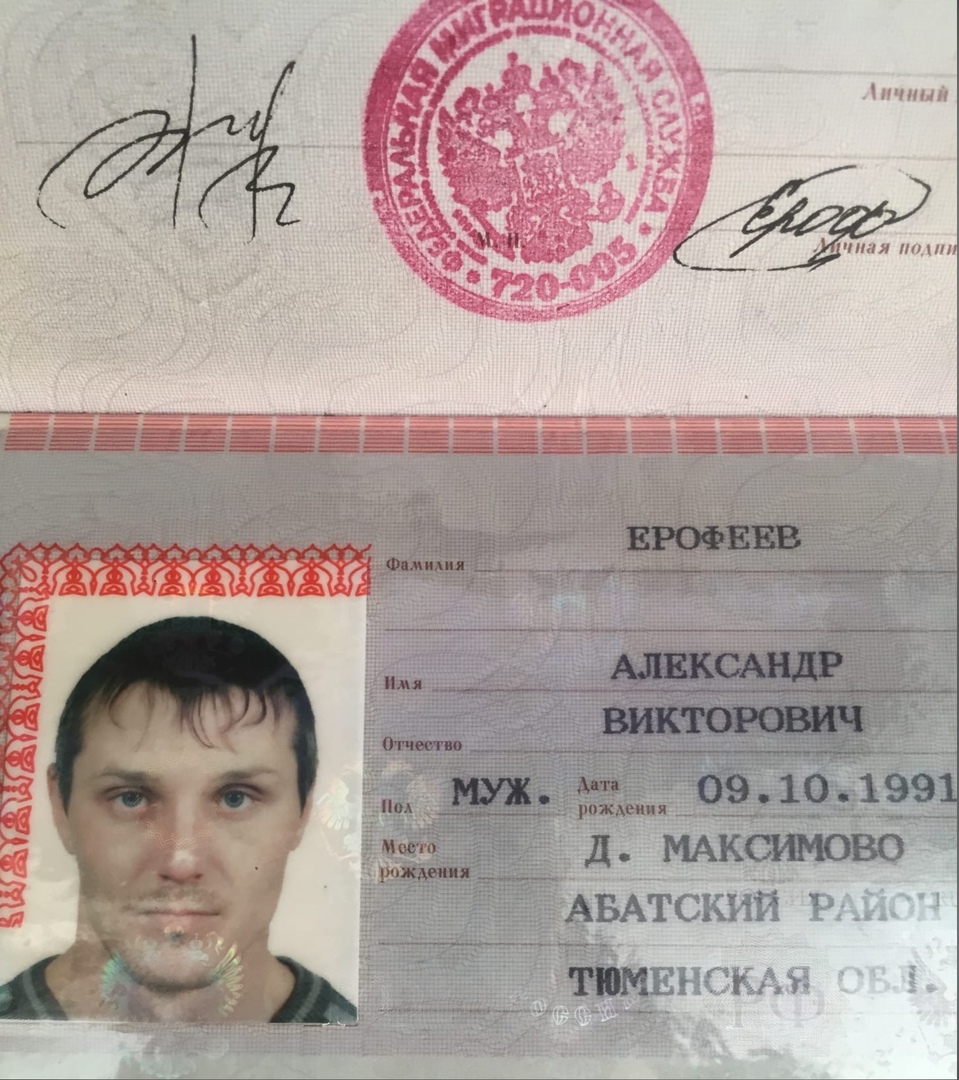 Личный
ФЕДЕРАЛЬНАЯ МИГРАЦИОННАЯ СЛУЖБА
720-005
М. П.
Личная подпи
Фамилия ЕРОФЕЕВ
Имя АЛЕКСАНДР
Отчество ВИКТОРОВИЧ
Пол МУЖ. Дата рождения 09.10.1991
Место рождения Д. МАКСИМОВО
АБАТСКИЙ РАЙОН
ТЮМЕНСКАЯ ОБЛ.